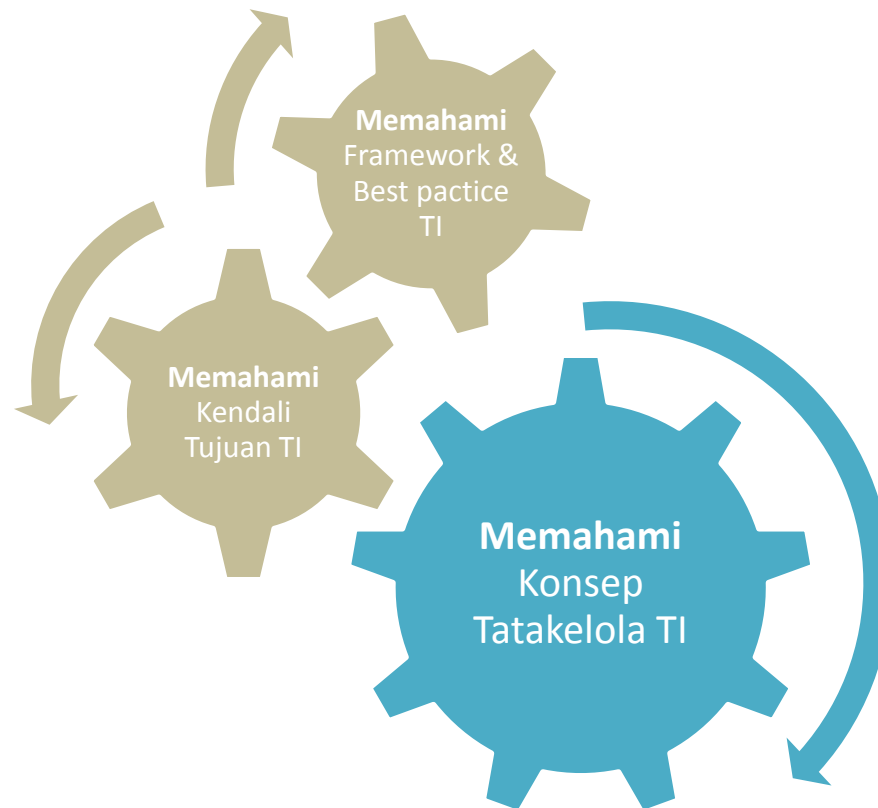 Memahami
Framework &
Best pactice
TI
Memahami
Kendali
Tujuan TI
Memahami
Konsep
Tatakelola TI